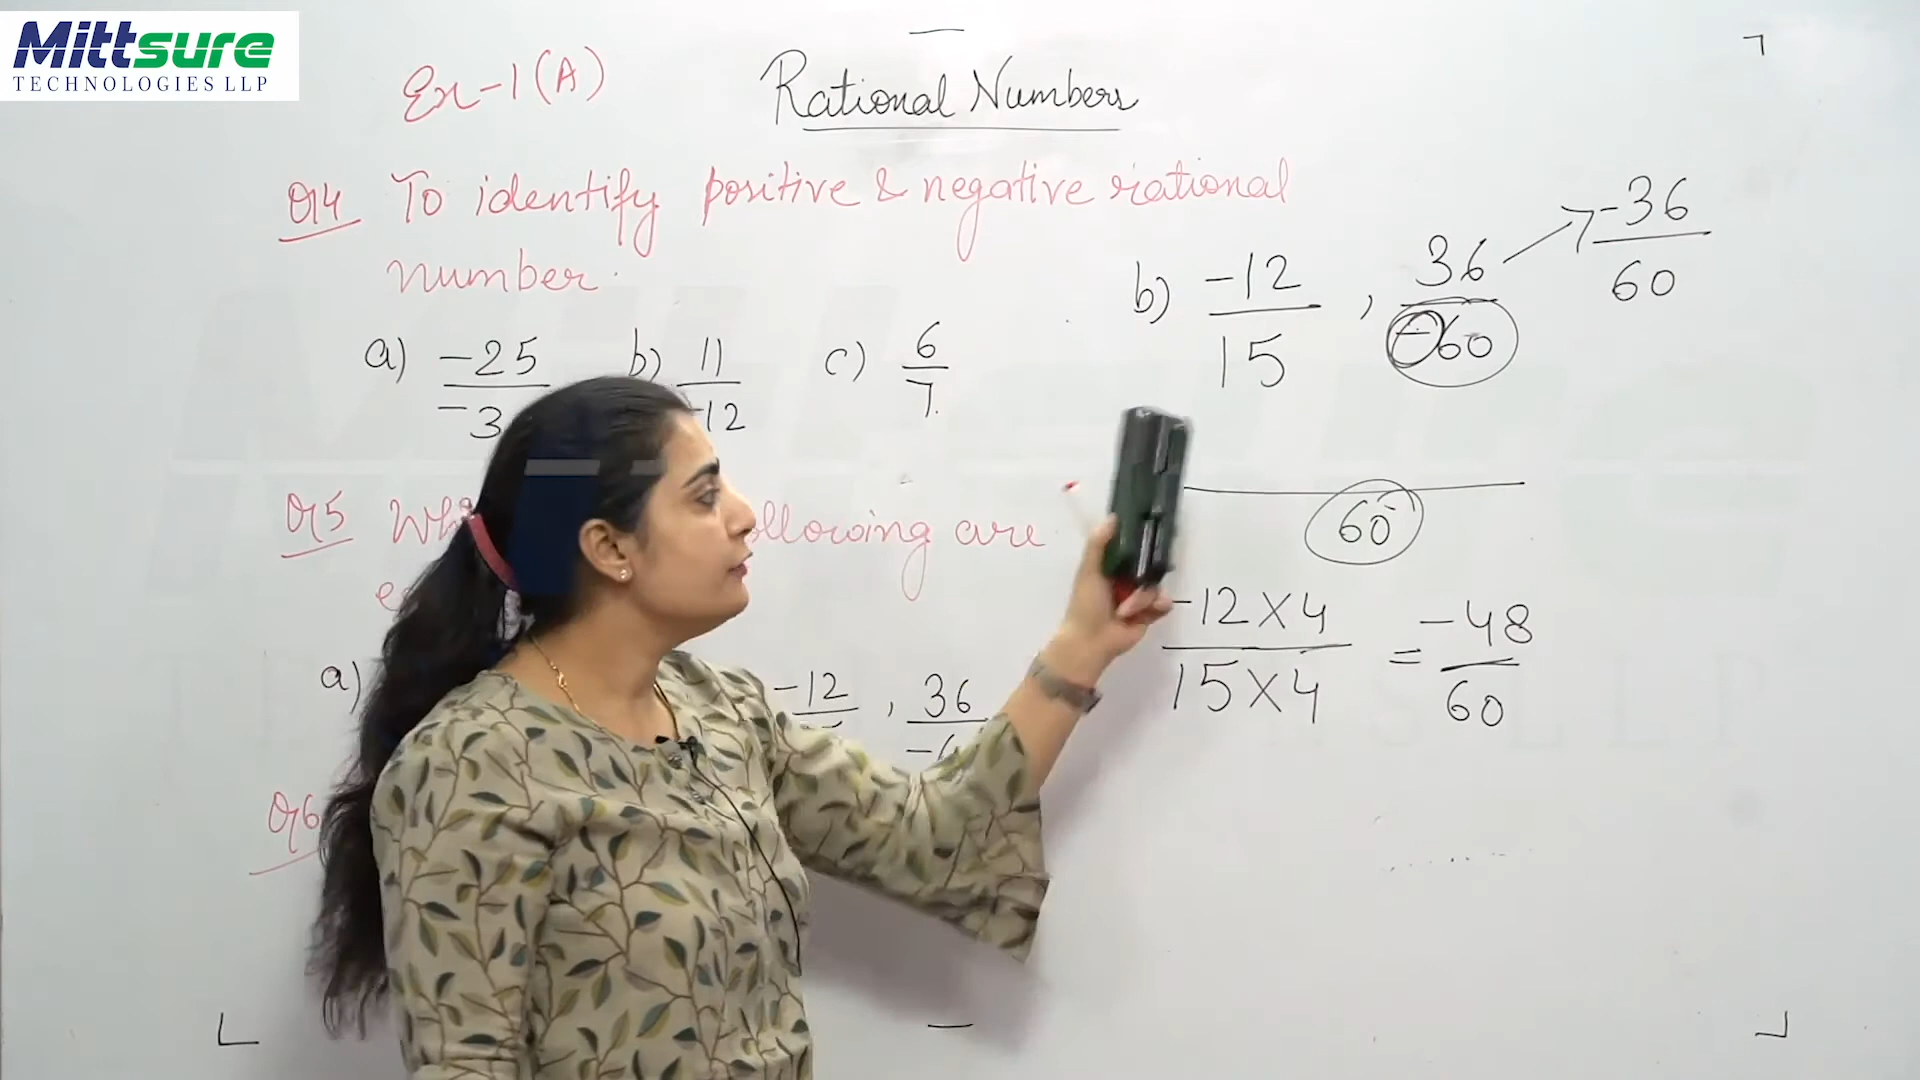 Mittsure
TECHNOLOGIES LLP
Ex-1(A)
Rational Numbers
Q4 To identify positive & negative rational
number.
a) -25
-3
b) 11
-12
c) 6
7
b) -12
15
, 36
-60
-36
60
Q5
are
60
-12 X 4
15 X 4
= -48
60
a)
-12
, 36
Q6